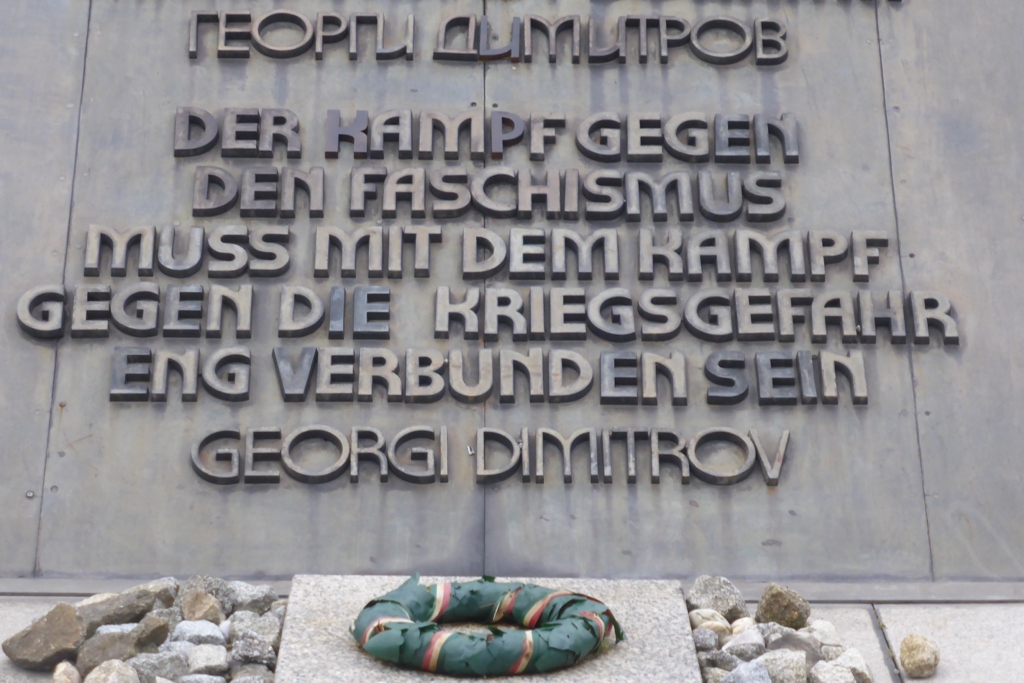 ГЕОРГИ ДИМИТРОВ
DER KAMPF GEGEN
DEN FASCHISMUS
MUSS MIT DEM KAMPF
GEGEN DIE KRIEGSGEFAHR
ENG VERBUNDEN SEIN
GEORGI DIMITROV